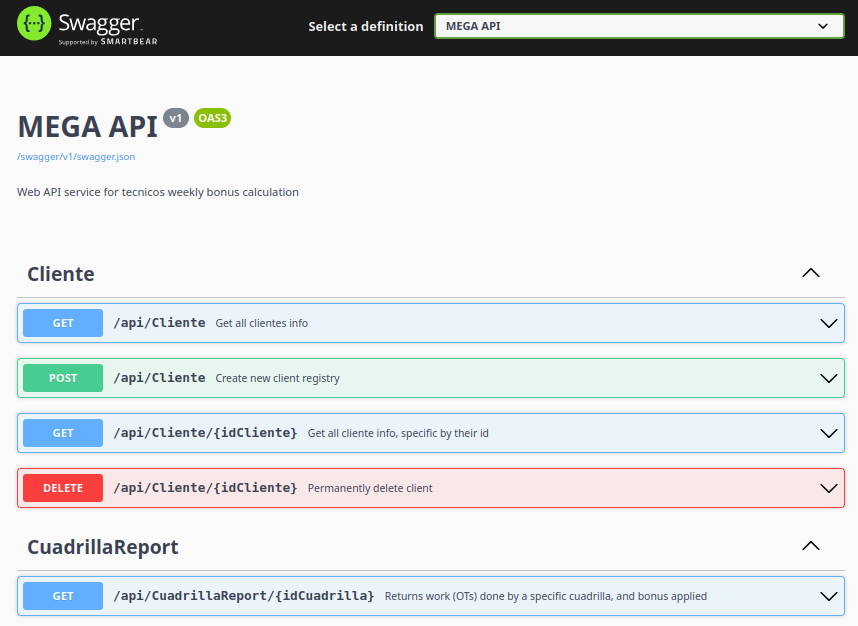 {···} Swagger
Supported by SMARTBEAR
Select a definition MEGA API
MEGA API v1 OAS3
/swagger/v1/swagger.json
Web API service for tecnicos weekly bonus calculation
Cliente
GET /api/Cliente Get all clientes info
POST /api/Cliente Create new client registry
GET /api/Cliente/{idCliente} Get all cliente info, specific by their id
DELETE /api/Cliente/{idCliente} Permanently delete client
CuadrillaReport
GET /api/CuadrillaReport/{idCuadrilla} Returns work (OTs) done by a specific cuadrilla, and bonus applied